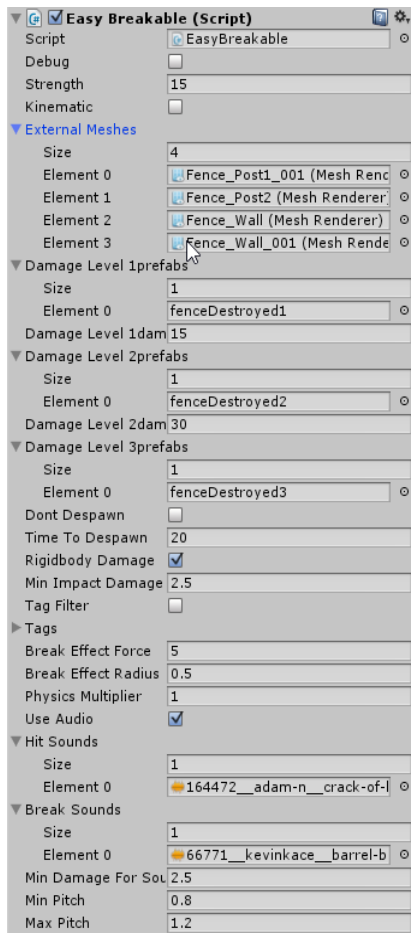 Easy Breakable (Script)
Script EasyBreakable
Debug
Strength 15
Kinematic
External Meshes
Size 4
Element 0 Fence_Post1_001 (Mesh Renc
Element 1 Fence_Post2 (Mesh Renderer
Element 2 Fence_Wall (Mesh Renderer)
Element 3 Fence_Wall_001 (Mesh Rende
Damage Level 1prefabs
Size 1
Element 0 fenceDestroyed1
Damage Level 1dam 15
Damage Level 2prefabs
Size 1
Element 0 fenceDestroyed2
Damage Level 2dam 30
Damage Level 3prefabs
Size 1
Element 0 fenceDestroyed3
Dont Despawn
Time To Despawn 20
Rigidbody Damage
Min Impact Damage 2.5
Tag Filter
Tags
Break Effect Force 5
Break Effect Radius 0.5
Physics Multiplier 1
Use Audio
Hit Sounds
Size 1
Element 0 164472__adam-n__crack-of-l
Break Sounds
Size 1
Element 0 66771__kevinkace__barrel-b
Min Damage For Sou 2.5
Min Pitch 0.8
Max Pitch 1.2